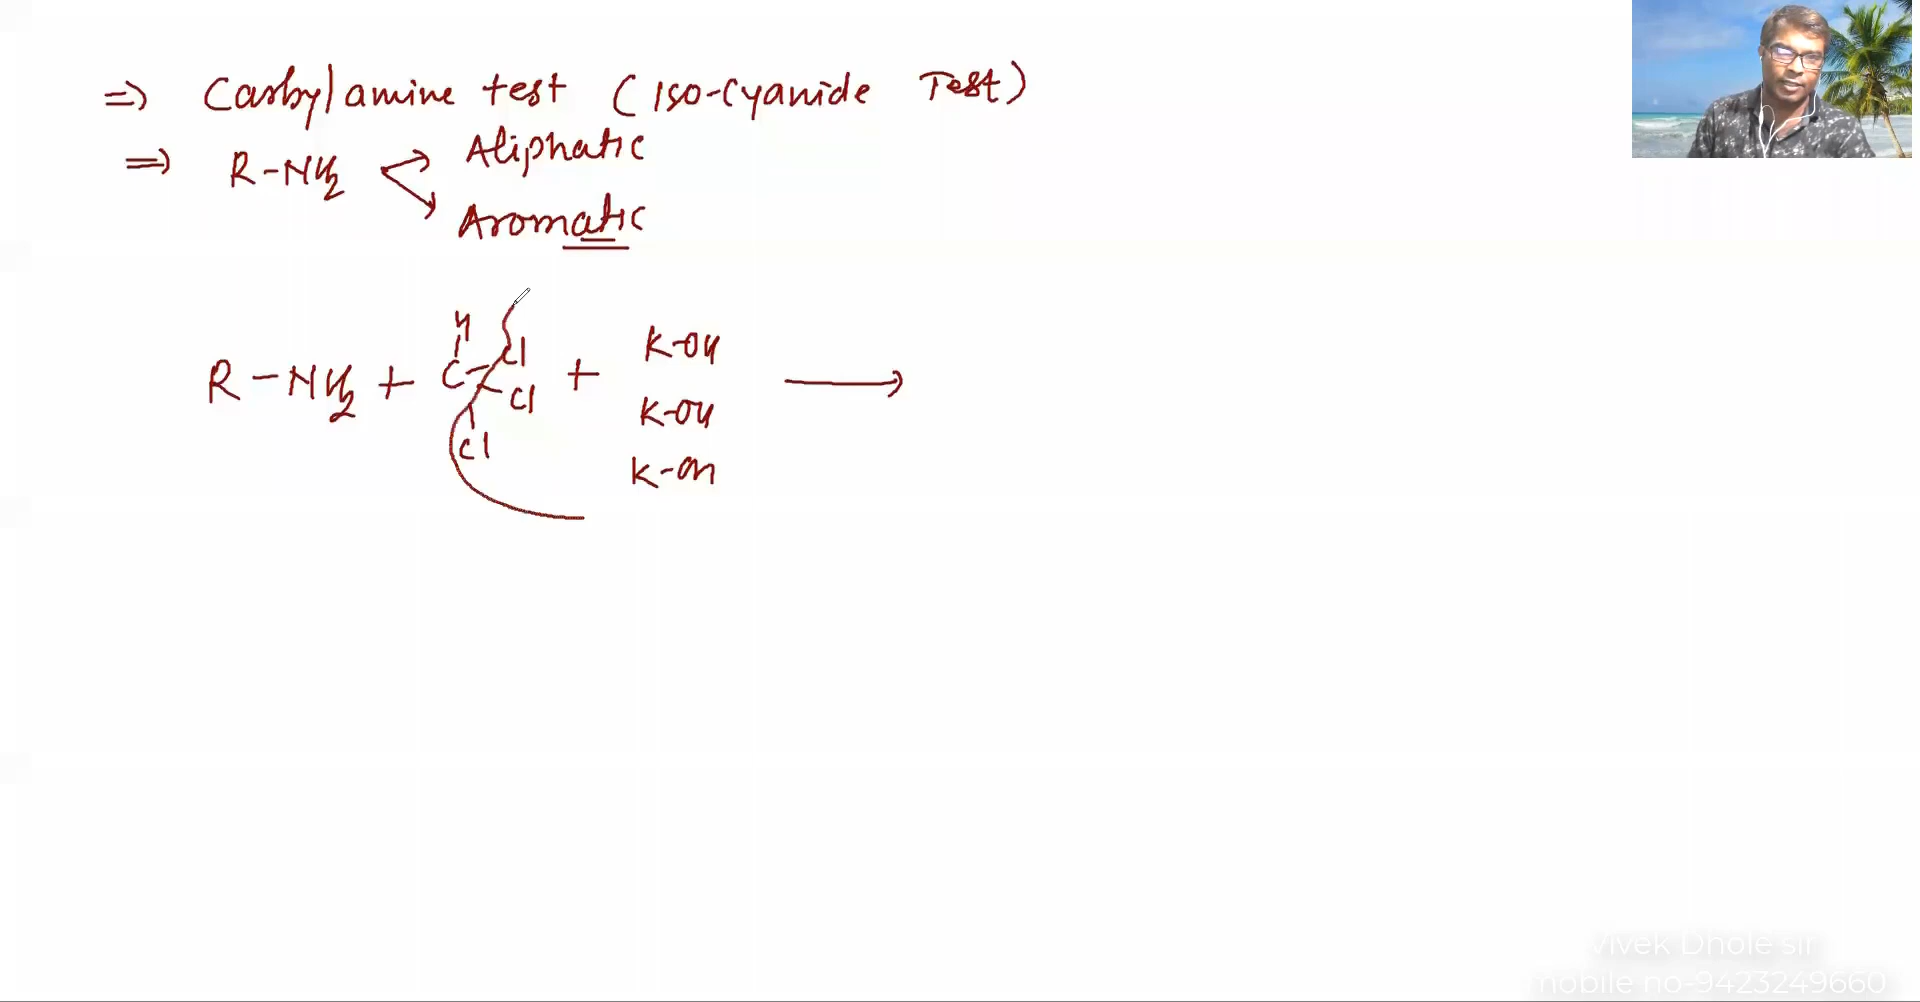 => Carbylamine test (Iso-Cyanide Test)
=> R-NH2 Aliphatic
Aromatic
H
R-NH2 + C-Cl + K-OH →
Cl K-OH
Cl K-OH
Vivek Dhole sir
mobile no-9423249660